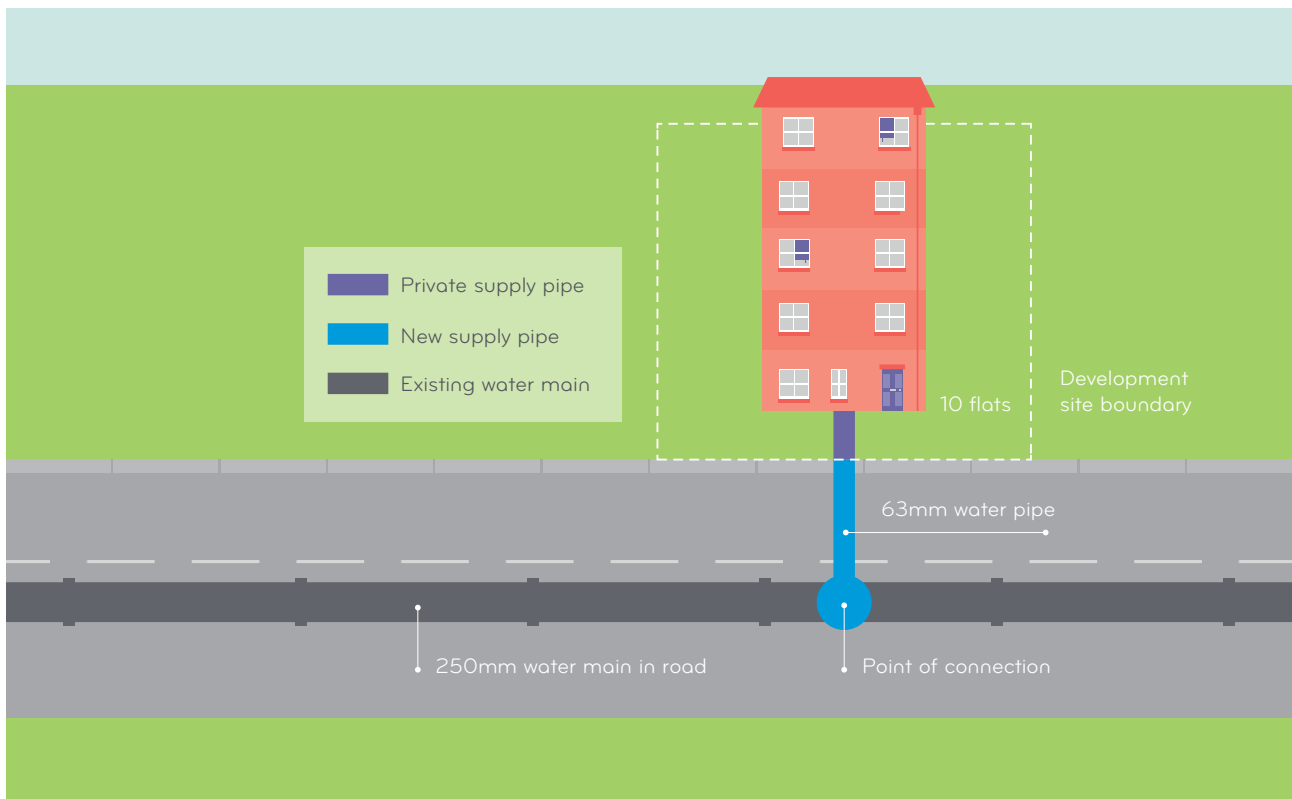 Private supply pipe
New supply pipe
Existing water main
Development
site boundary
10 flats
63mm water pipe
250mm water main in road
Point of connection